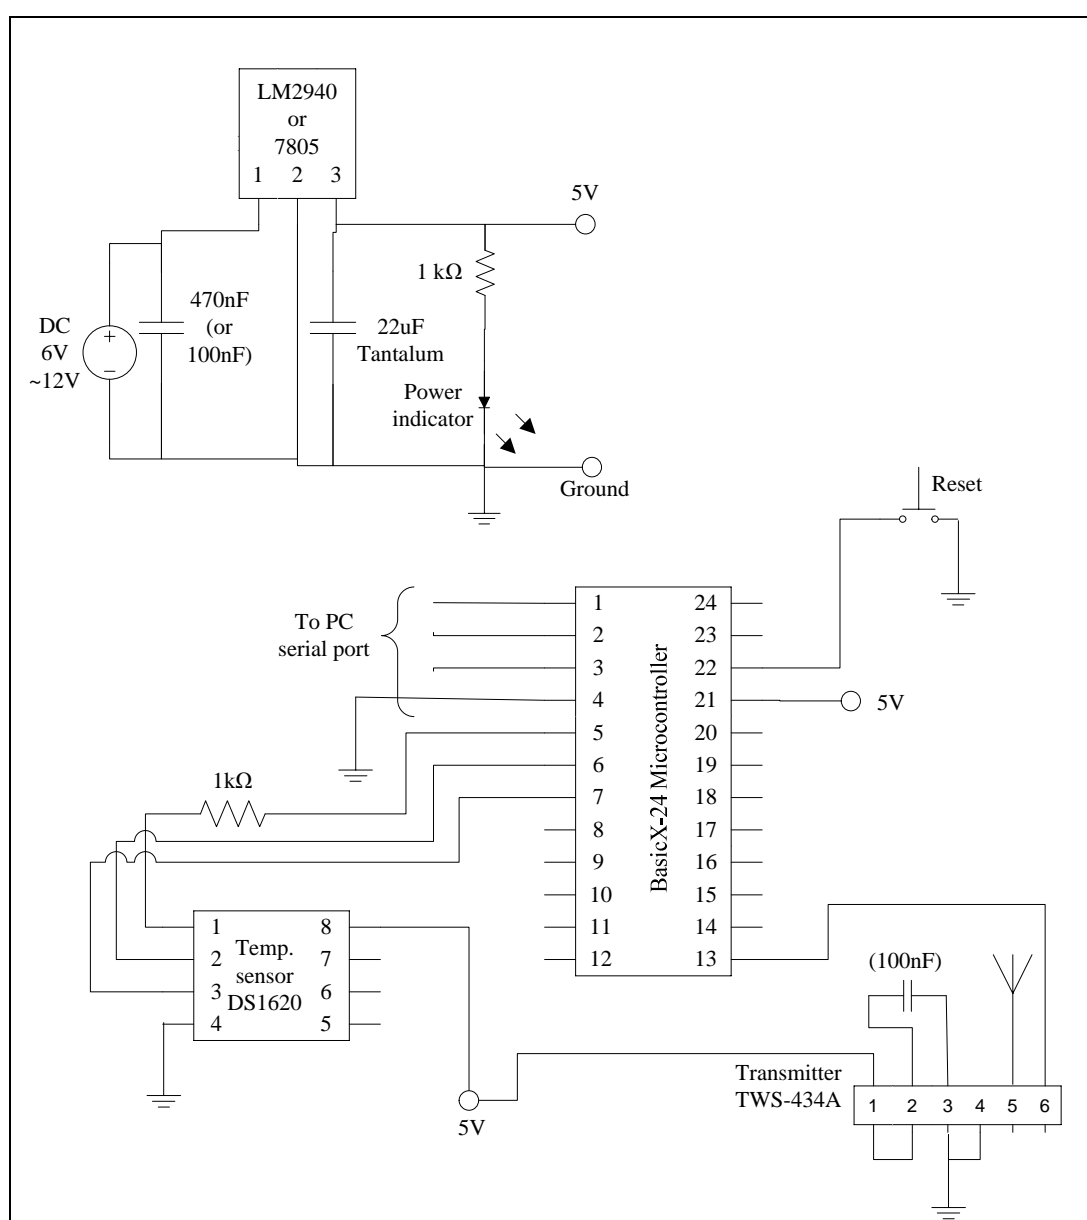 LM2940
or
7805
1 2 3
5V
1 kΩ
470nF
(or
100nF)
DC
6V
~12V
+
−
22uF
Tantalum
Power
indicator
Ground
Reset
To PC
serial port
BasicX-24 Microcontroller
1 24
2 23
3 22
4 21
5V
5 20
6 19
7 18
8 17
9 16
10 15
11 14
12 13
1kΩ
Temp.
sensor
DS1620
1 8
2 7
3 6
4 5
5V
(100nF)
Transmitter
TWS-434A
1 2 3 4 5 6